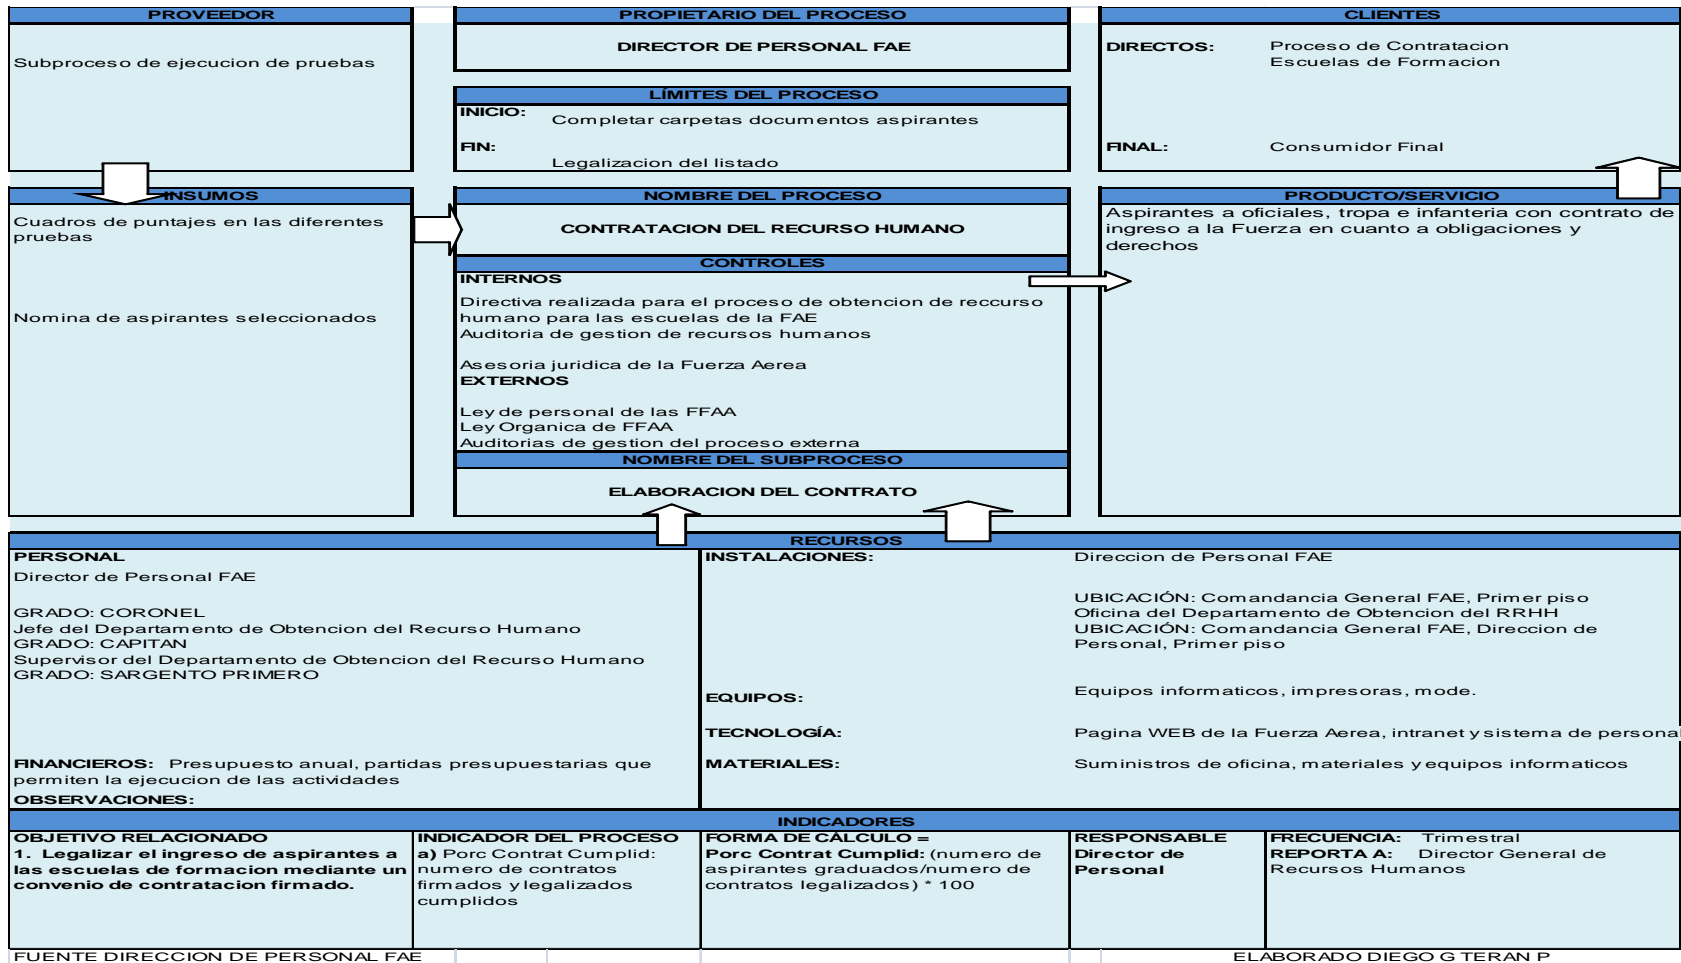 PROVEEDOR
Subproceso de ejecucion de pruebas
PROPIETARIO DEL PROCESO
DIRECTOR DE PERSONAL FAE
LÍMITES DEL PROCESO
INICIO:
Completar carpetas documentos aspirantes
FIN:
Legalizacion del listado
CLIENTES
DIRECTOS: Proceso de Contratacion
Escuelas de Formacion
FINAL: Consumidor Final
INSUMOS
Cuadros de puntajes en las diferentes
pruebas
Nomina de aspirantes seleccionados
NOMBRE DEL PROCESO
CONTRATACION DEL RECURSO HUMANO
CONTROLES
INTERNOS
Directiva realizada para el proceso de obtencion de reccurso
humano para las escuelas de la FAE
Auditoria de gestion de recursos humanos
Asesoria juridica de la Fuerza Aerea
EXTERNOS
Ley de personal de las FFAA
Ley Organica de FFAA
Auditorias de gestion del proceso externa
NOMBRE DEL SUBPROCESO
ELABORACION DEL CONTRATO
PRODUCTO/SERVICIO
Aspirantes a oficiales, tropa e infanteria con contrato de
ingreso a la Fuerza en cuanto a obligaciones y
derechos
RECURSOS
PERSONAL
Director de Personal FAE
GRADO: CORONEL
Jefe del Departamento de Obtencion del Recurso Humano
GRADO: CAPITAN
Supervisor del Departamento de Obtencion del Recurso Humano
GRADO: SARGENTO PRIMERO
FINANCIEROS: Presupuesto anual, partidas presupuestarias que
permiten la ejecucion de las actividades
OBSERVACIONES:
INSTALACIONES: Direccion de Personal FAE
UBICACIÓN: Comandancia General FAE, Primer piso
Oficina del Departamento de Obtencion del RRHH
UBICACIÓN: Comandancia General FAE, Direccion de
Personal, Primer piso
EQUIPOS: Equipos informaticos, impresoras, mode.
TECNOLOGÍA: Pagina WEB de la Fuerza Aerea, intranet y sistema de personal
MATERIALES: Suministros de oficina, materiales y equipos informaticos
INDICADORES
OBJETIVO RELACIONADO
1. Legalizar el ingreso de aspirantes a
las escuelas de formacion mediante un
convenio de contratacion firmado.
INDICADOR DEL PROCESO
a) Porc Contrat Cumplid:
numero de contratos
firmados y legalizados
cumplidos
FORMA DE CÁLCULO =
Porc Contrat Cumplid: (numero de
aspirantes graduados/numero de
contratos legalizados) * 100
RESPONSABLE
Director de
Personal
FRECUENCIA: Trimestral
REPORTA A: Director General de
Recursos Humanos
FUENTE DIRECCION DE PERSONAL FAE
ELABORADO DIEGO G TERAN P